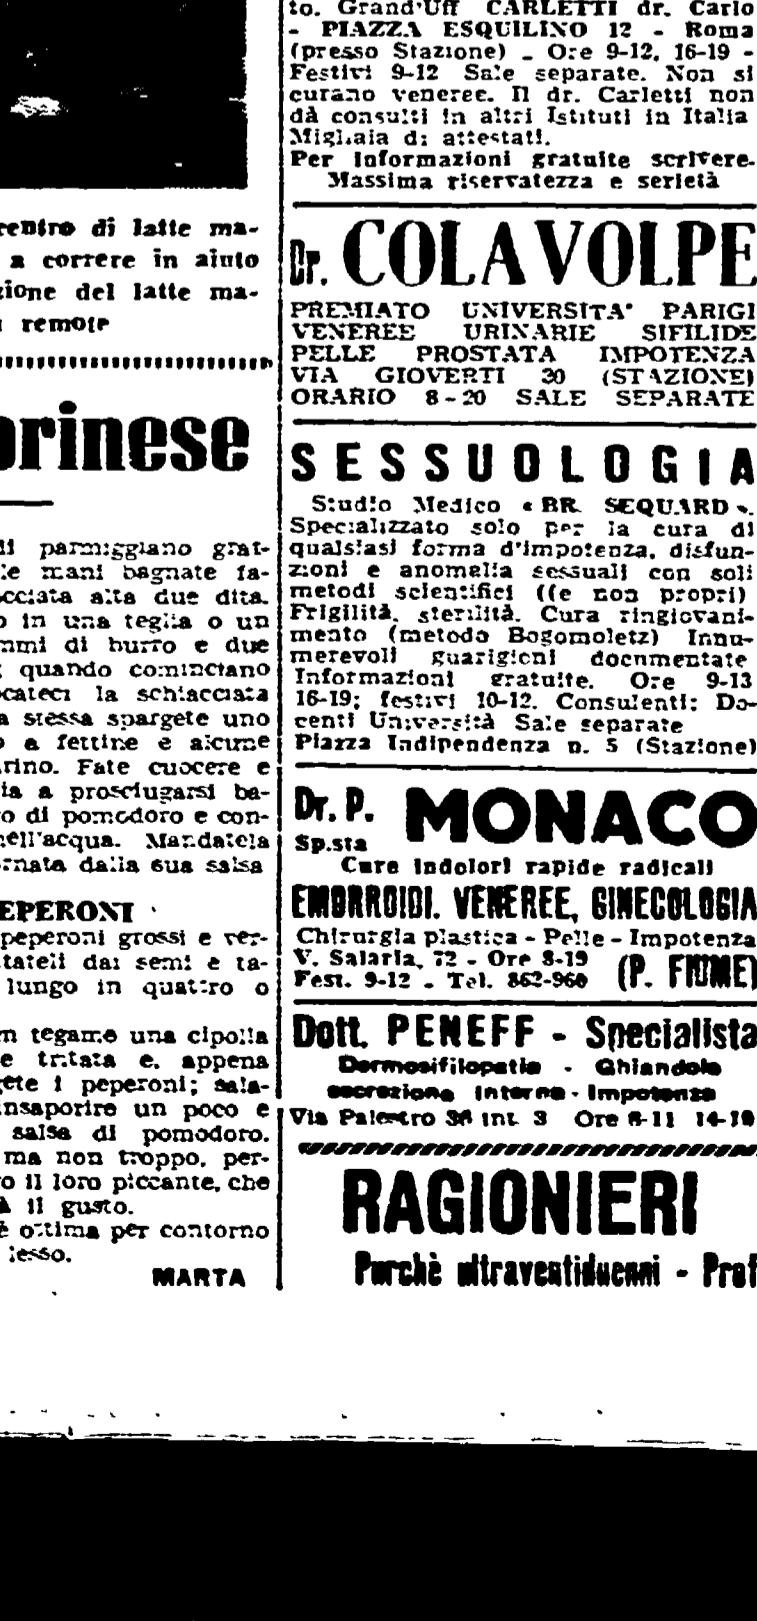 centro di latte ma-
a correre in aiuto
zione del latte ma-
remote
orinese
di parmiggiano grat-
le mani bagnate fa-
cciata alta due dita.
o in una teglia o un
mmi di burro e due
quando cominciano
cateci la schiacciata
a stessa spargete uno
o a fettine e alcune
rino. Fate cuocere e
ia a prosciugarsi ba-
ro di pomodoro e con-
nell'acqua. Mandatela
rnata dalla sua salsa
EPERONI
peperoni grossi e ver-
tateli dai semi e ta-
lungo in quattro o
n tegame una cipolla
e tritata e, appena
gete i peperoni; sala-
nsaporire un poco e
salsa di pomodoro.
ma non troppo, per-
o il loro piccante, che
à il gusto.
è ottima per contorno
lesso.
MARTA
to. Grand'Uff CARLETTI dr. Carlo
- PIAZZA ESQUILINO 12 - Roma
(presso Stazione) - Ore 9-12, 16-19 -
Festivi 9-12 Sale separate. Non si
curano veneree. Il dr. Carletti non
dà consulti in altri Istituti in Italia
Migliaia di attestati.
Per informazioni gratuite scrivere.
Massima riservatezza e serietà
Dr. COLAVOLPE
PREMIATO UNIVERSITA' PARIGI
VENEREE URINARIE SIFILIDE
PELLE PROSTATA IMPOTENZA
VIA GIOVERTI 20 (STAZIONE)
ORARIO 8-20 SALE SEPARATE
SESSUOLOGIA
Studio Medico « BR. SEQUARD ».
Specializzato solo per la cura di
qualsiasi forma d'impotenza, disfun-
zioni e anomalia sessuali con soli
metodi scientifici ((e non propri)
Frigilità, sterilità. Cura ringiovani-
mento (metodo Bogomoletz) Innu-
merevoli guarigioni documentate
Informazioni gratuite. Ore 9-13
16-19; festivi 10-12. Consulenti: Do-
centi Università Sale separate
Piazza Indipendenza n. 5 (Stazione)
Dr. P. MONACO
Sp.sta
Cure indolori rapide radicali
EMORROIDI. VENEREE, GINECOLOGIA
Chirurgia plastica - Pelle - Impotenza
V. Salaria, 72 - Ore 8-19
Fest. 9-12 - Tel. 862-960 (P. FIUME)
Dott. PENEFF - Specialista
Dermosifilopatia - Ghiandole
secrezione interna - Impotenza
Via Palestro 36 int. 3 Ore 8-11 14-19
RAGIONIERI
Purchè ultraventiduenni - Prof